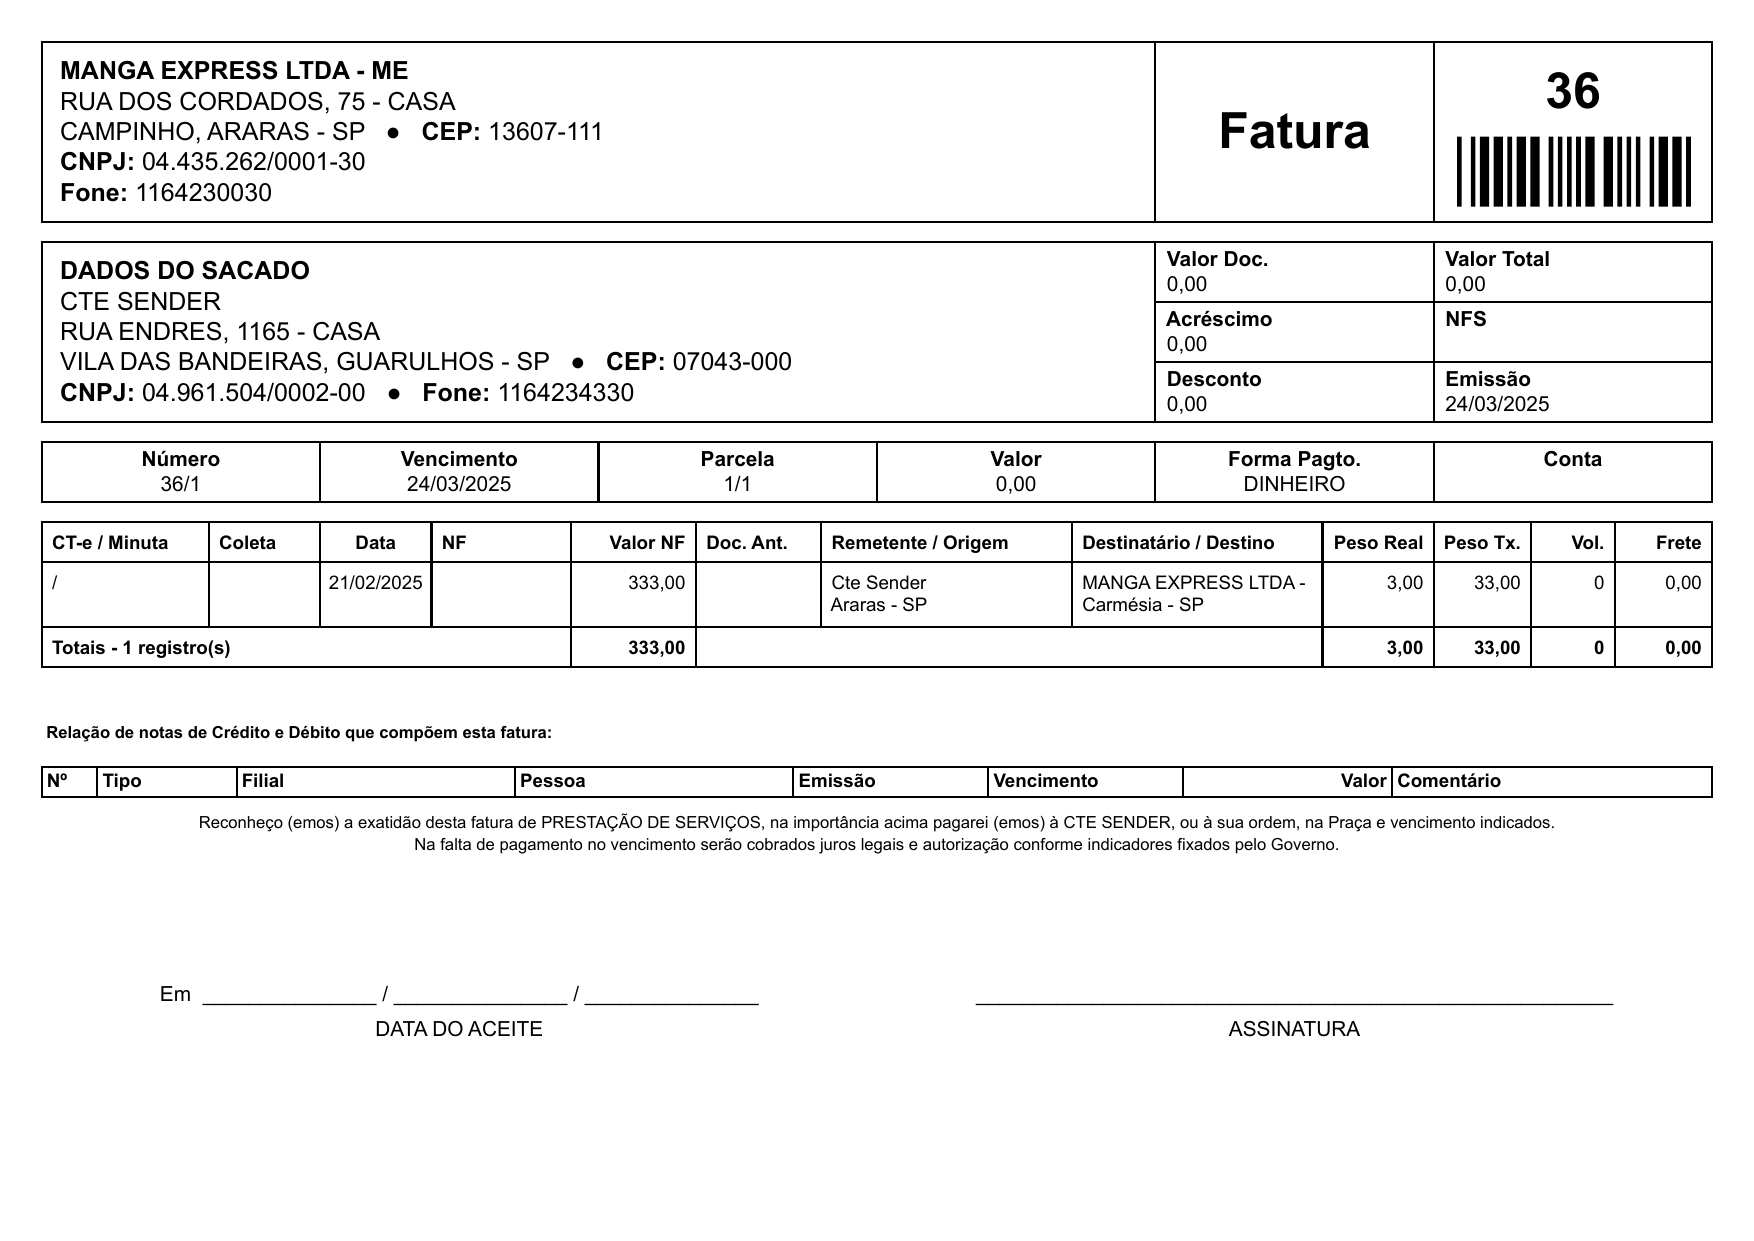 MANGA EXPRESS LTDA - ME
RUA DOS CORDADOS, 75 - CASA
CAMPINHO, ARARAS - SP ● CEP: 13607-111
CNPJ: 04.435.262/0001-30
Fone: 1164230030
Fatura
36
DADOS DO SACADO
CTE SENDER
RUA ENDRES, 1165 - CASA
VILA DAS BANDEIRAS, GUARULHOS - SP ● CEP: 07043-000
CNPJ: 04.961.504/0002-00 ● Fone: 1164234330
Valor Doc. Valor Total
0,00 0,00
Acréscimo NFS
0,00
Desconto Emissão
0,00 24/03/2025
Número Vencimento Parcela Valor Forma Pagto. Conta
36/1 24/03/2025 1/1 0,00 DINHEIRO
CT-e / Minuta Coleta Data NF Valor NF Doc. Ant. Remetente / Origem Destinatário / Destino Peso Real Peso Tx. Vol. Frete
/ 21/02/2025 333,00 Cte Sender MANGA EXPRESS LTDA - 3,00 33,00 0 0,00
Araras - SP Carmésia - SP
Totais - 1 registro(s) 333,00 3,00 33,00 0 0,00
Relação de notas de Crédito e Débito que compõem esta fatura:
Nº Tipo Filial Pessoa Emissão Vencimento Valor Comentário
Reconheço (emos) a exatidão desta fatura de PRESTAÇÃO DE SERVIÇOS, na importância acima pagarei (emos) à CTE SENDER, ou à sua ordem, na Praça e vencimento indicados.
Na falta de pagamento no vencimento serão cobrados juros legais e autorização conforme indicadores fixados pelo Governo.
Em _______________ / _______________ / _______________
DATA DO ACEITE
ASSINATURA